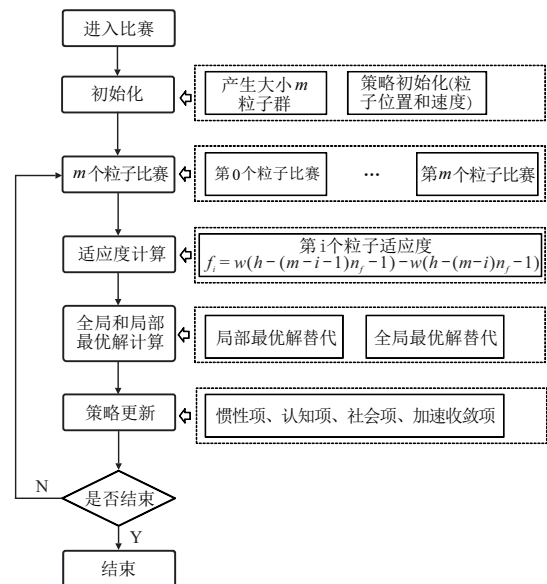 进入比赛
初始化
产生大小m
粒子群
策略初始化(粒
子位置和速度)
m个粒子比赛
第0个粒子比赛
…
第m个粒子比赛
适应度计算
第i个粒子适应度
f_i = w(h-(m-i-1)n_f-1)-w(h-(m-i)n_f-1)
全局和局部
最优解计算
局部最优解替代
全局最优解替代
策略更新
惯性项、认知项、社会项、加速收敛项
N
是否结束
Y
结束